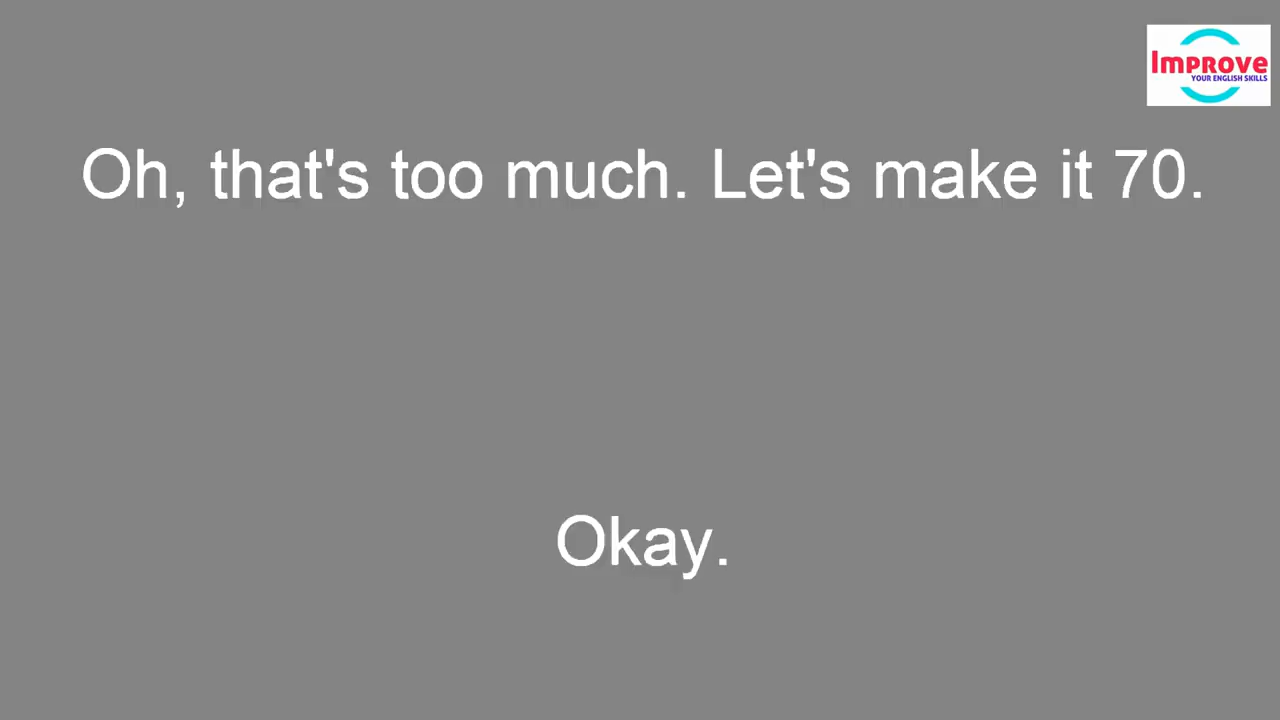 Improve
YOUR ENGLISH SKILLS
Oh, that's too much. Let's make it 70.
Okay.